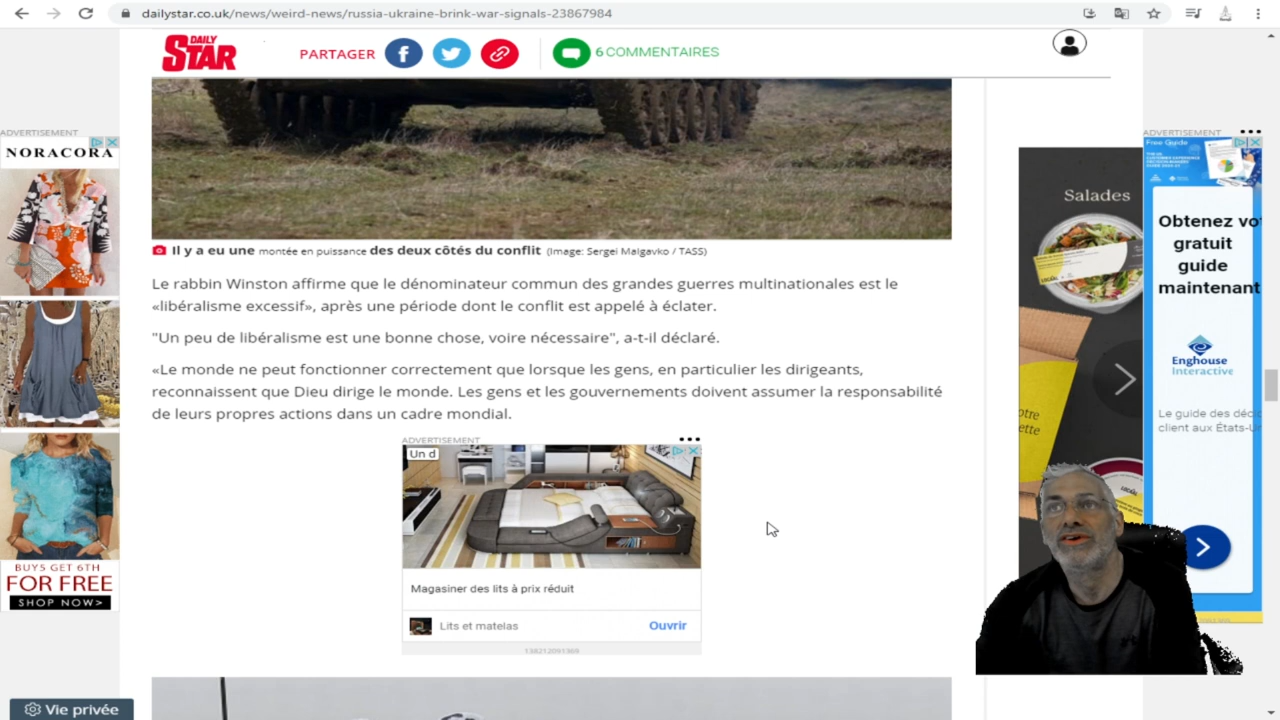 dailystar.co.uk/news/weird-news/russia-ukraine-brink-war-signals-23867984
DAILY
STAR
PARTAGER
6 COMMENTAIRES
ADVERTISEMENT
NORACORA
BUYS GET 6TH
FOR FREE
SHOP NOW>
Il y a eu une montée en puissance des deux côtés du conflit (Image: Sergei Malgavko / TASS)
Le rabbin Winston affirme que le dénominateur commun des grandes guerres multinationales est le
«libéralisme excessif», après une période dont le conflit est appelé à éclater.
"Un peu de libéralisme est une bonne chose, voire nécessaire", a-t-il déclaré.
«Le monde ne peut fonctionner correctement que lorsque les gens, en particulier les dirigeants,
reconnaissent que Dieu dirige le monde. Les gens et les gouvernements doivent assumer la responsabilité
de leurs propres actions dans un cadre mondial.
ADVERTISEMENT
Un d
Magasiner des lits à prix réduit
Lits et matelas
Ouvrir
138212091369
ADVERTISEMENT
Salades
Free Guide
Obtenez vo
gratuit
guide
maintenant
Enghouse
Interactive
Le guide des déc
client aux États-Un
Vie privée